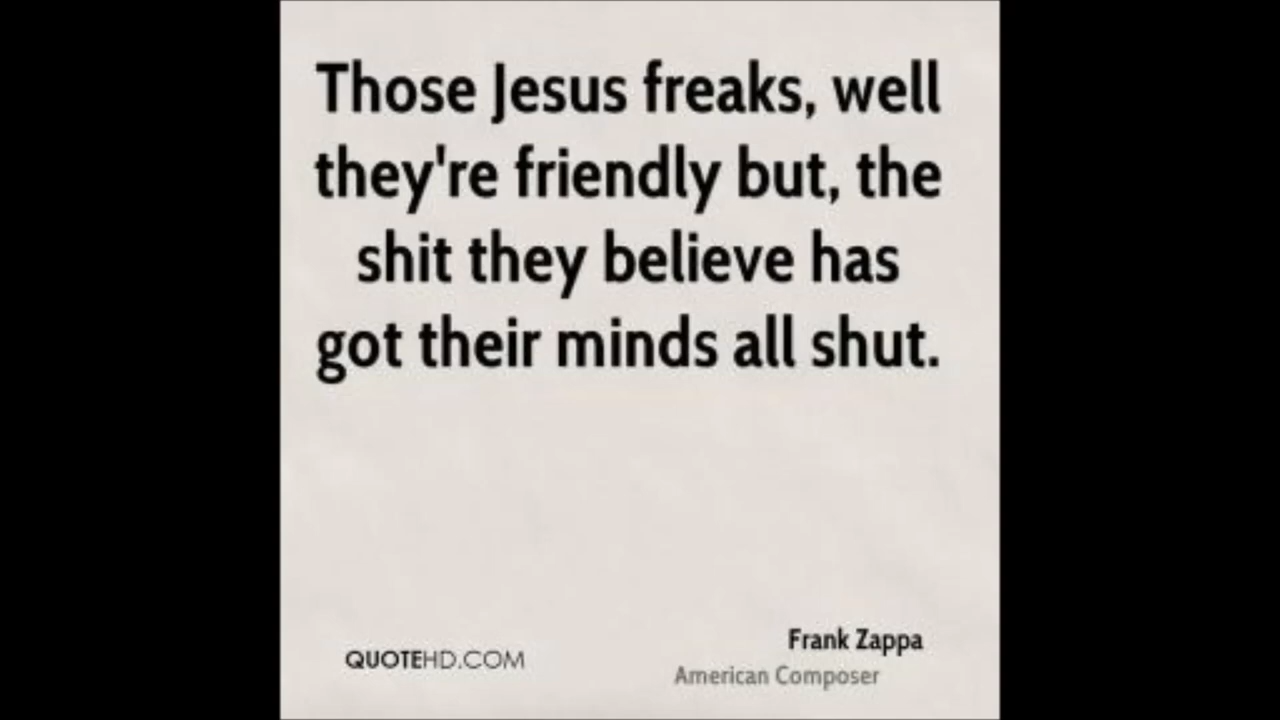 Those Jesus freaks, well
they're friendly but, the
shit they believe has
got their minds all shut.
Frank Zappa
QUOTEHD.COM
American Composer